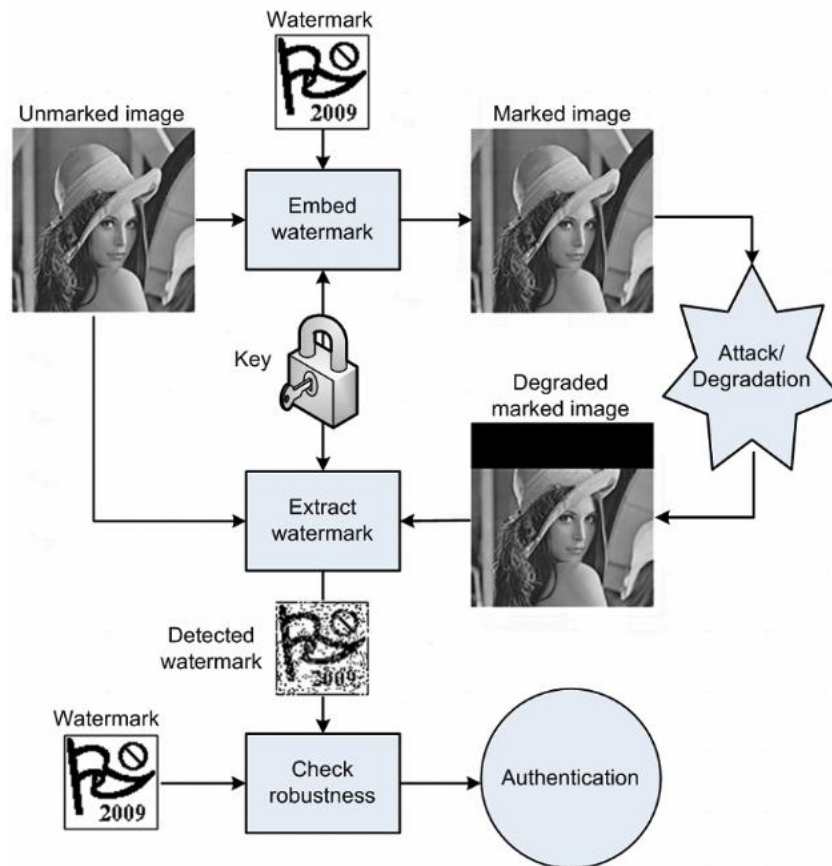 Watermark
2009
Unmarked image
Marked image
Embed
watermark
Key
Attack/
Degradation
Degraded
marked image
Extract
watermark
Detected
watermark
2009
Watermark
2009
Check
robustness
Authentication